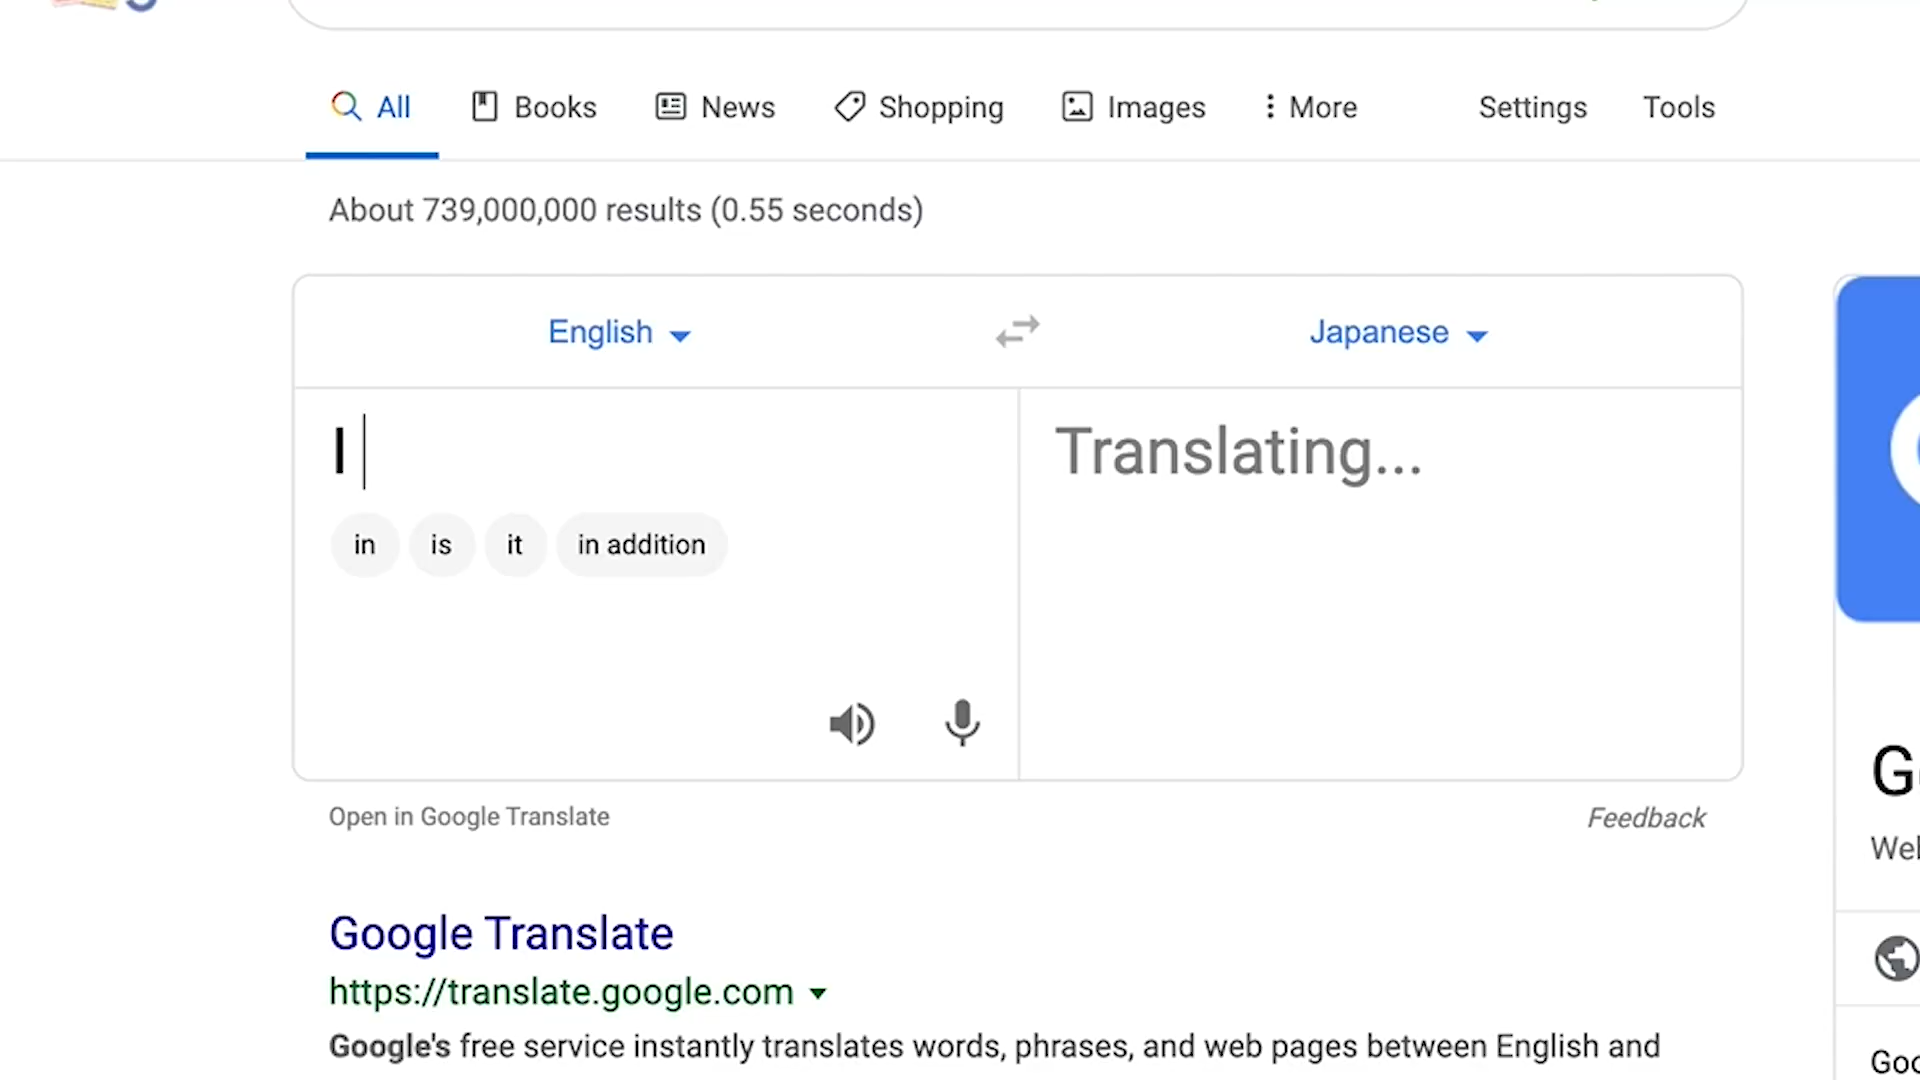 All Books News Shopping Images More Settings Tools
About 739,000,000 results (0.55 seconds)
English Japanese
I Translating...
in is it in addition
Open in Google Translate Feedback
Google Translate
https://translate.google.com
Google's free service instantly translates words, phrases, and web pages between English and